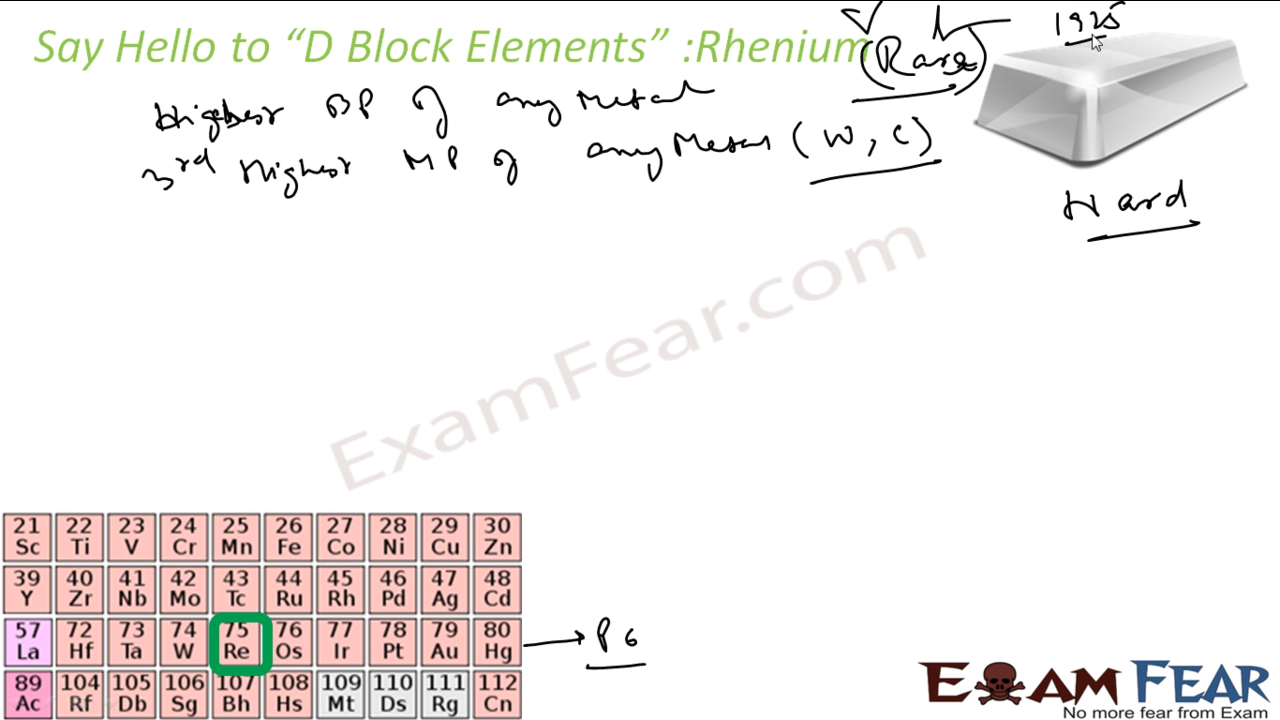 Say Hello to “D Block Elements” :Rhenium
(Rare)
1925
Highest BP of any Metal
3rd Highest MP of any Metal (W, C)
Hard
ExamFear.com
21 22 23 24 25 26 27 28 29 30
Sc Ti V Cr Mn Fe Co Ni Cu Zn
39 40 41 42 43 44 45 46 47 48
Y Zr Nb Mo Tc Ru Rh Pd Ag Cd
57 72 73 74 75 76 77 78 79 80
La Hf Ta W Re Os Ir Pt Au Hg
P 6
89 104 105 106 107 108 109 110 111 112
Ac Rf Db Sg Bh Hs Mt Ds Rg Cn
EXAM FEAR
No more fear from Exam